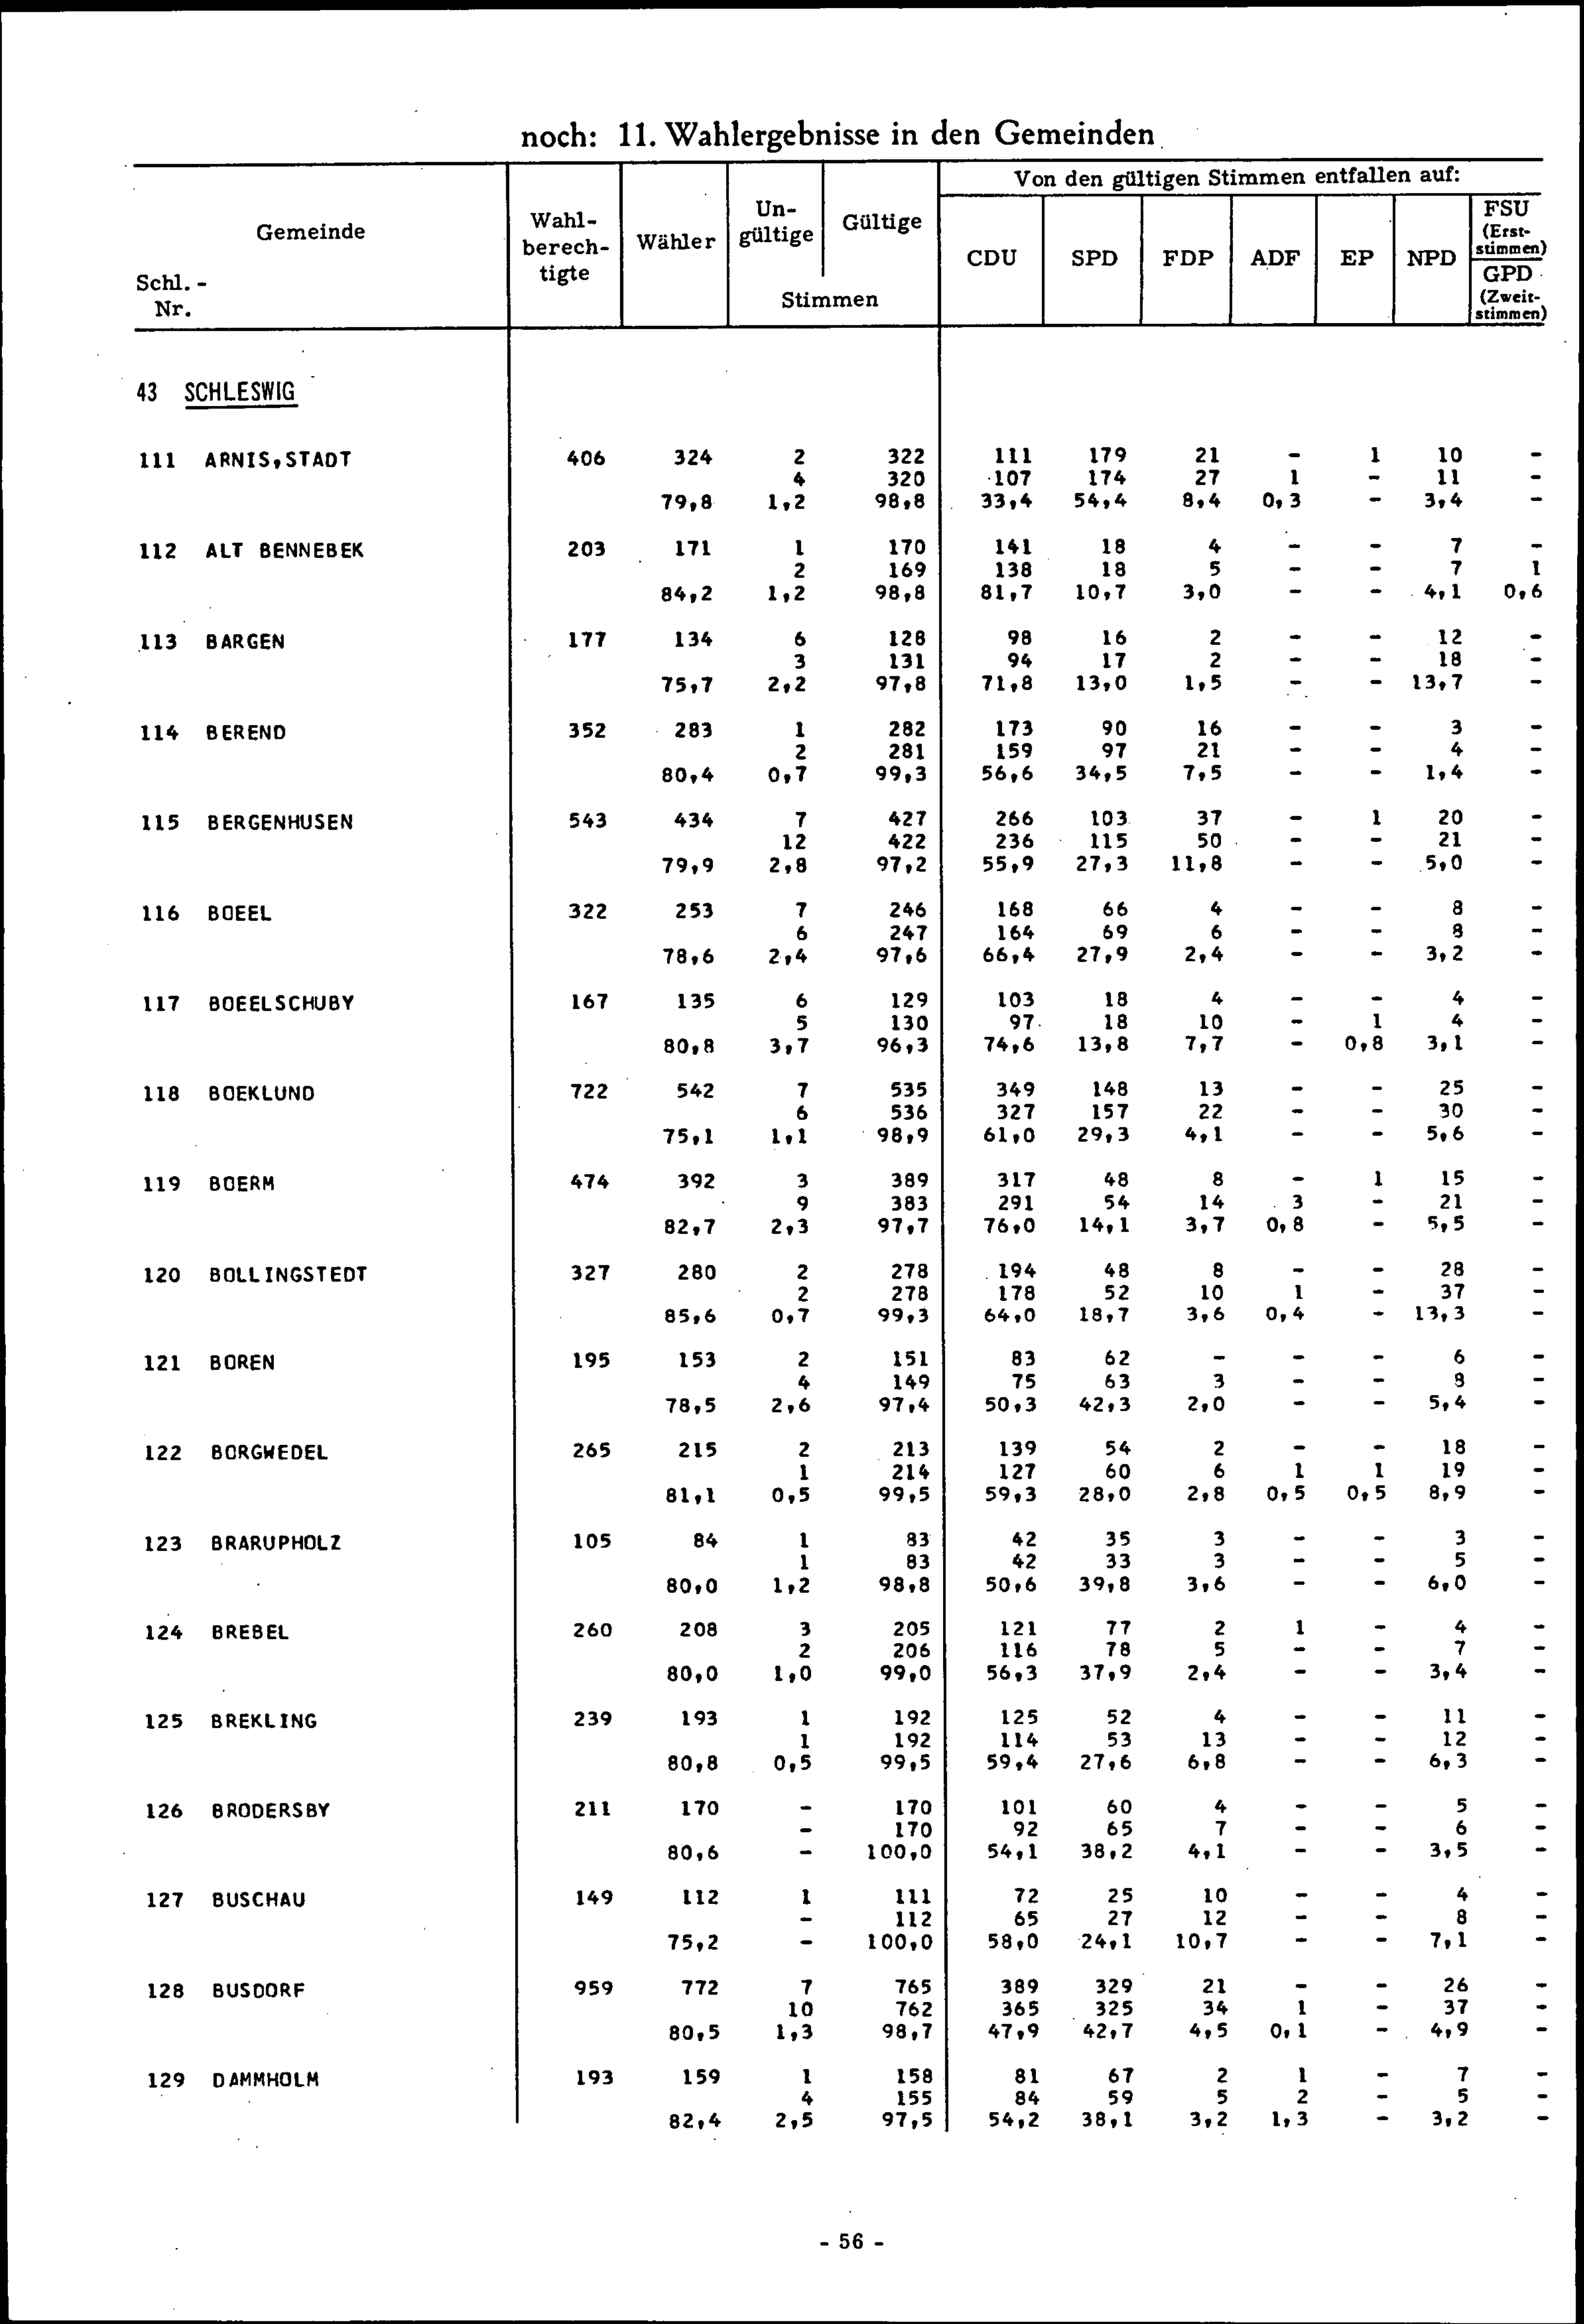 noch: 11. Wahlergebnisse in den Gemeinden
Von den gültigen Stimmen entfallen auf:
Gemeinde
Schl.-
Nr.
Wahl-
berech-
tigte
Wähler
Un-
gültige
Gültige
Stimmen
CDU
SPD
FDP
ADF
EP
NPD
FSU
(Erst-
stimmen)
GPD
(Zweit-
stimmen)
43 SCHLESWIG
111 ARNIS,STADT 406 324 2 322 111 179 21 - 1 10 -
4 320 107 174 27 1 - 11 -
79,8 1,2 98,8 33,4 54,4 8,4 0,3 - 3,4 -
112 ALT BENNEBEK 203 171 1 170 141 18 4 - - 7 -
2 169 138 18 5 - - 7 1
84,2 1,2 98,8 81,7 10,7 3,0 - - 4,1 0,6
113 BARGEN 177 134 6 128 98 16 2 - - 12 -
3 131 94 17 2 - - 18 -
75,7 2,2 97,8 71,8 13,0 1,5 - - 13,7 -
114 BEREND 352 283 1 282 173 90 16 - - 3 -
2 281 159 97 21 - - 4 -
80,4 0,7 99,3 56,6 34,5 7,5 - - 1,4 -
115 BERGENHUSEN 543 434 7 427 266 103 37 - 1 20 -
12 422 236 115 50 - - 21 -
79,9 2,8 97,2 55,9 27,3 11,8 - - 5,0 -
116 BOEEL 322 253 7 246 168 66 4 - - 8 -
6 247 164 69 6 - - 8 -
78,6 2,4 97,6 66,4 27,9 2,4 - - 3,2 -
117 BOEELSCHUBY 167 135 6 129 103 18 4 - - 4 -
5 130 97 18 10 - 1 4 -
80,8 3,7 96,3 74,6 13,8 7,7 - 0,8 3,1 -
118 BOEKLUND 722 542 7 535 349 148 13 - - 25 -
6 536 327 157 22 - - 30 -
75,1 1,1 98,9 61,0 29,3 4,1 - - 5,6 -
119 BOERM 474 392 3 389 317 48 8 - 1 15 -
9 383 291 54 14 3 - 21 -
82,7 2,3 97,7 76,0 14,1 3,7 0,8 - 5,5 -
120 BOLLINGSTEDT 327 280 2 278 194 48 8 - - 28 -
2 278 178 52 10 1 - 37 -
85,6 0,7 99,3 64,0 18,7 3,6 0,4 - 13,3 -
121 BOREN 195 153 2 151 83 62 - - - 6 -
4 149 75 63 3 - - 8 -
78,5 2,6 97,4 50,3 42,3 2,0 - - 5,4 -
122 BORGWEDEL 265 215 2 213 139 54 2 - - 18 -
1 214 127 60 6 1 1 19 -
81,1 0,5 99,5 59,3 28,0 2,8 0,5 0,5 8,9 -
123 BRARUPHOLZ 105 84 1 83 42 35 3 - - 3 -
1 83 42 33 3 - - 5 -
80,0 1,2 98,8 50,6 39,8 3,6 - - 6,0 -
124 BREBEL 260 208 3 205 121 77 2 1 - 4 -
2 206 116 78 5 - - 7 -
80,0 1,0 99,0 56,3 37,9 2,4 - - 3,4 -
125 BREKLING 239 193 1 192 125 52 4 - - 11 -
1 192 114 53 13 - - 12 -
80,8 0,5 99,5 59,4 27,6 6,8 - - 6,3 -
126 BRODERSBY 211 170 - 170 101 60 4 - - 5 -
- 170 92 65 7 - - 6 -
80,6 - 100,0 54,1 38,2 4,1 - - 3,5 -
127 BUSCHAU 149 112 1 111 72 25 10 - - 4 -
- 112 65 27 12 - - 8 -
75,2 - 100,0 58,0 24,1 10,7 - - 7,1 -
128 BUSDORF 959 772 7 765 389 329 21 - - 26 -
10 762 365 325 34 1 - 37 -
80,5 1,3 98,7 47,9 42,7 4,5 0,1 - 4,9 -
129 DAMMHOLM 193 159 1 158 81 67 2 1 - 7 -
4 155 84 59 5 2 - 5 -
82,4 2,5 97,5 54,2 38,1 3,2 1,3 - 3,2 -
- 56 -